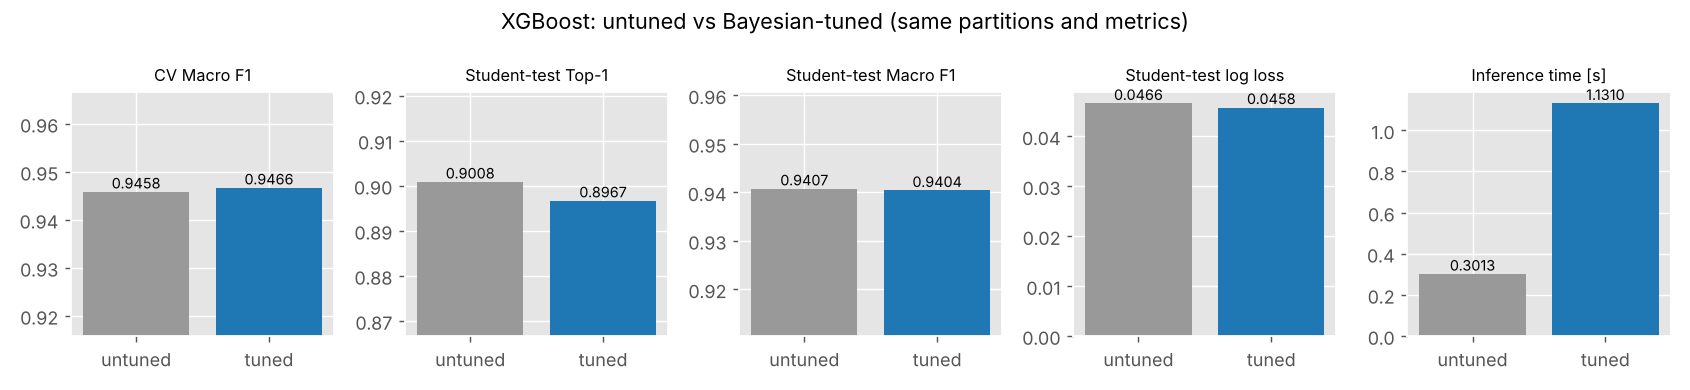 XGBoost: untuned vs Bayesian-tuned (same partitions and metrics)
CV Macro F1
0.96
0.95
0.94
0.93
0.92
0.9458
0.9466
untuned
tuned
Student-test Top-1
0.92
0.91
0.90
0.89
0.88
0.87
0.9008
0.8967
untuned
tuned
Student-test Macro F1
0.96
0.95
0.94
0.93
0.92
0.9407
0.9404
untuned
tuned
Student-test log loss
0.04
0.03
0.02
0.01
0.00
0.0466
0.0458
untuned
tuned
Inference time [s]
1.0
0.8
0.6
0.4
0.2
0.0
0.3013
1.1310
untuned
tuned